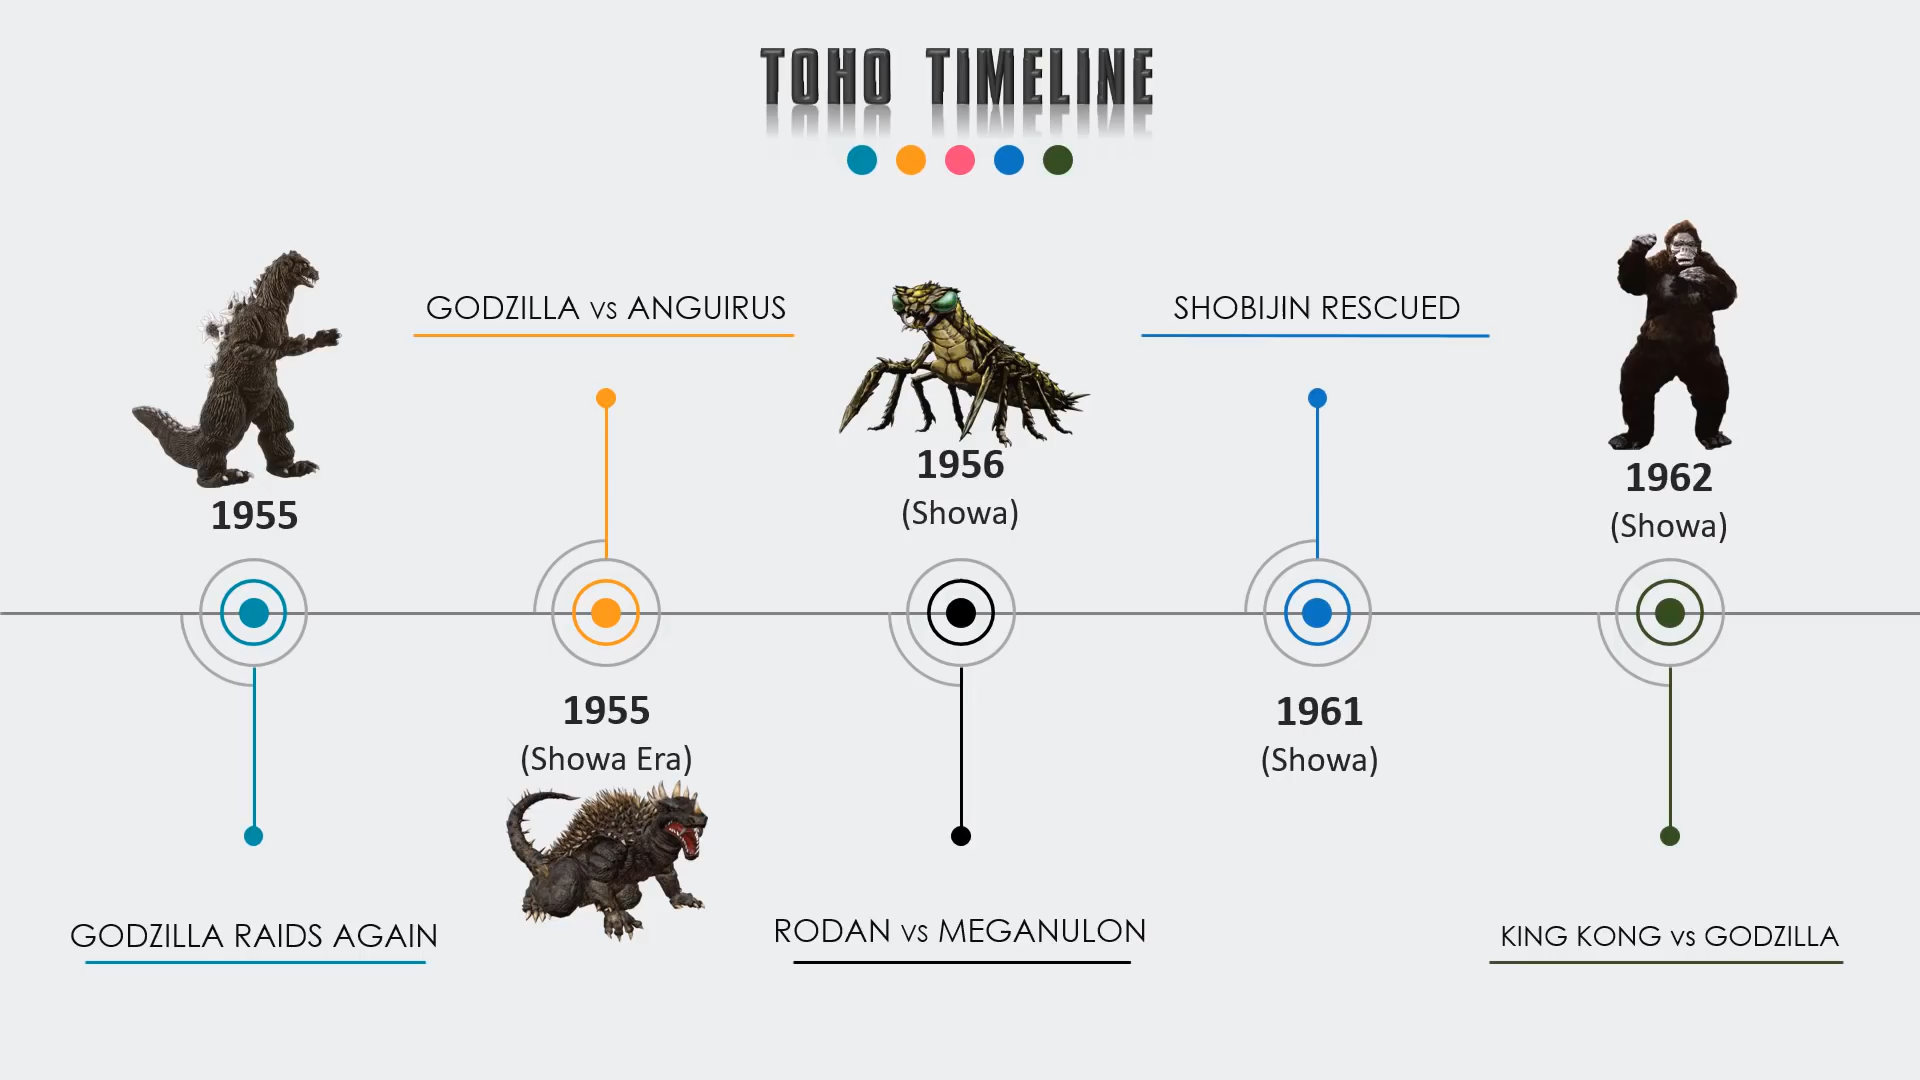 TOHO TIMELINE
1955
GODZILLA RAIDS AGAIN
GODZILLA vs ANGUIRUS
1955
(Showa Era)
1956
(Showa)
RODAN vs MEGANULON
SHOBIJIN RESCUED
1961
(Showa)
1962
(Showa)
KING KONG vs GODZILLA